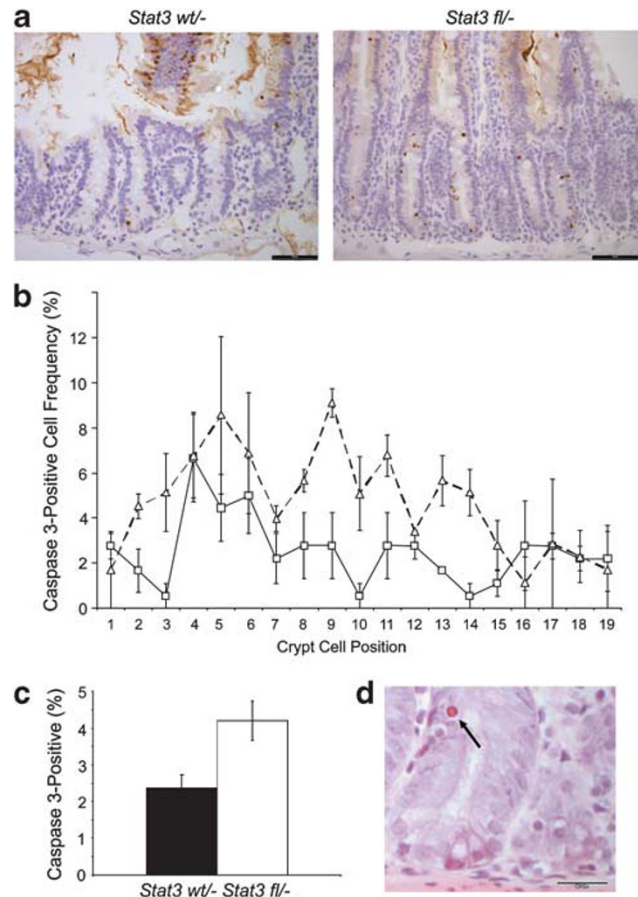 a
Stat3 wt/-
Stat3 fl/-
b
Caspase 3-Positive Cell Frequency (%)
12
10
8
6
4
2
0
1 2 3 4 5 6 7 8 9 10 11 12 13 14 15 16 17 18 19
Crypt Cell Position
c
Caspase 3-Positive (%)
5
4
3
2
1
0
Stat3 wt/- Stat3 fl/-
d